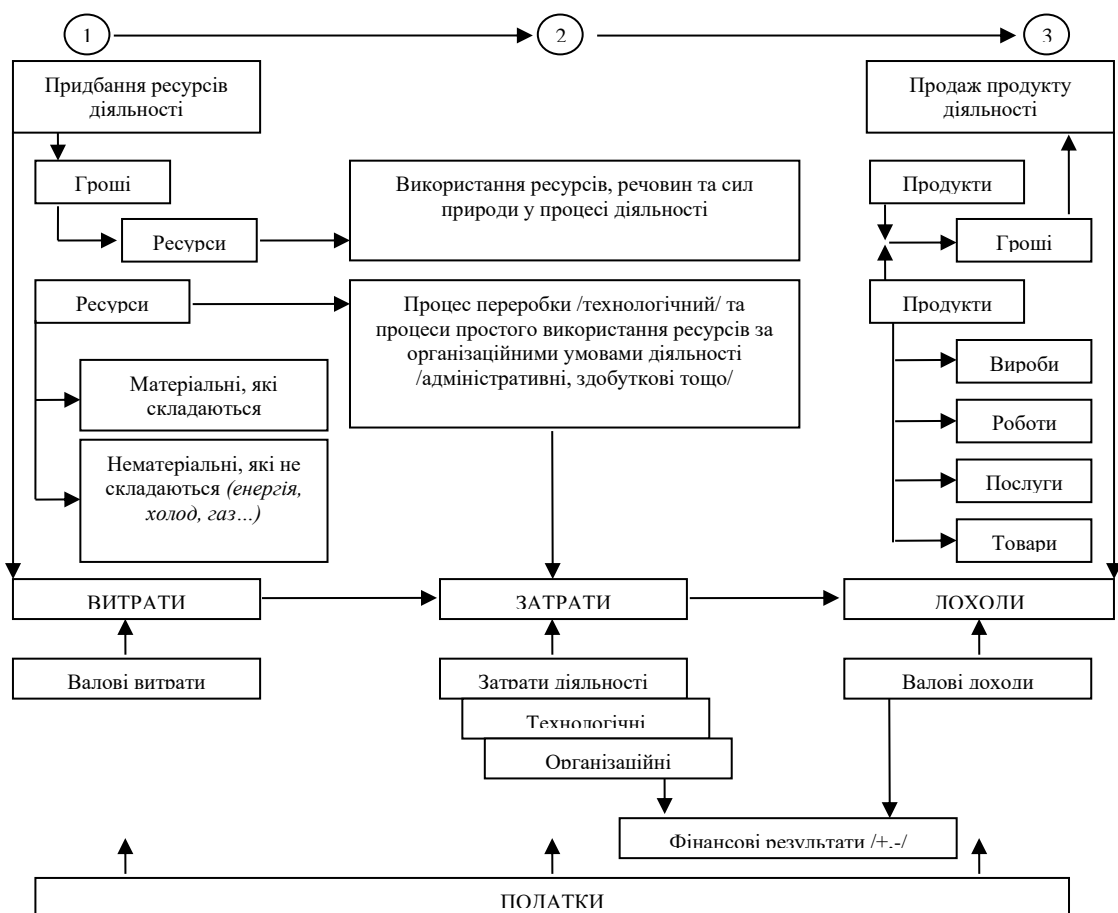 1
2
3
Придбання ресурсів
діяльності
Продаж продукту
діяльності
Гроші
Ресурси
Використання ресурсів, речовин та сил
природи у процесі діяльності
Продукти
Гроші
Ресурси
Процес переробки /технологічний/ та
процеси простого використання ресурсів за
організаційними умовами діяльності
/адміністративні, здобуткові тощо/
Продукти
Матеріальні, які
складаються
Нематеріальні, які не
складаються (енергія,
холод, газ…)
Вироби
Роботи
Послуги
Товари
ВИТРАТИ
ЗАТРАТИ
ДОХОДИ
Валові витрати
Затрати діяльності
Технологічні
Організаційні
Валові доходи
Фінансові результати /+,-/
ПОДАТКИ